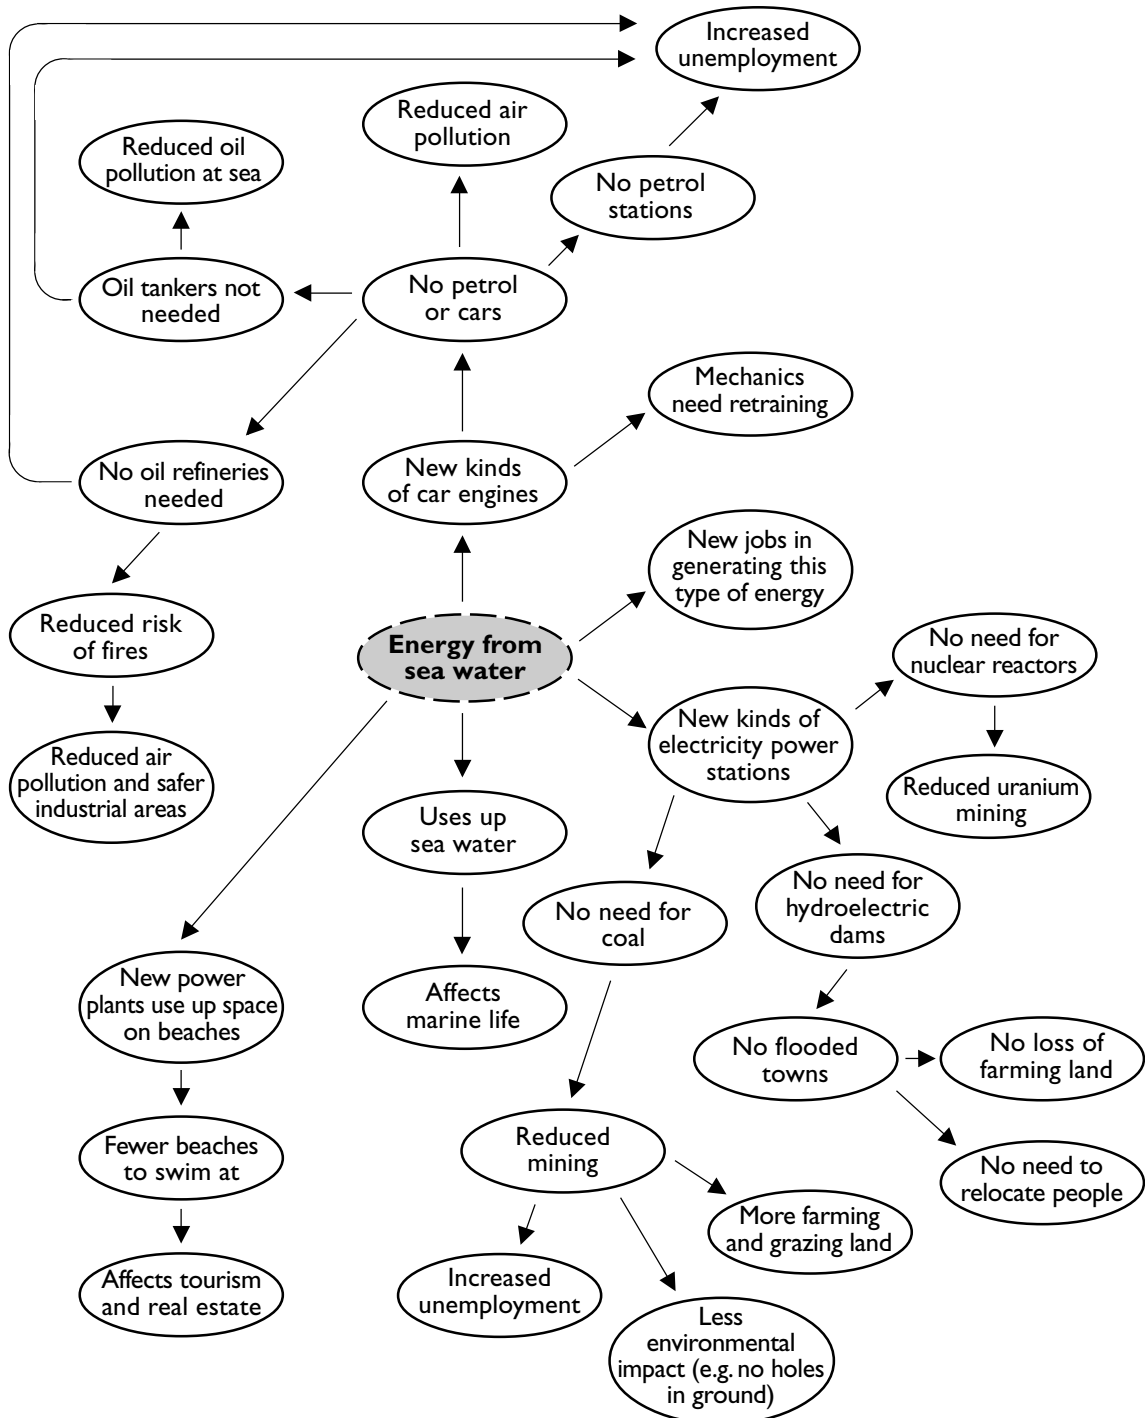 Increased
unemployment
Reduced air
pollution
Reduced oil
pollution at sea
No petrol
stations
Oil tankers not
needed
No petrol
or cars
Mechanics
need retraining
No oil refineries
needed
New kinds
of car engines
New jobs in
generating this
type of energy
Reduced risk
of fires
Energy from
sea water
No need for
nuclear reactors
New kinds of
electricity power
stations
Reduced air
pollution and safer
industrial areas
Reduced uranium
mining
Uses up
sea water
No need for
hydroelectric
dams
No need for
coal
New power
plants use up space
on beaches
Affects
marine life
No flooded
towns
No loss of
farming land
Fewer beaches
to swim at
Reduced
mining
No need to
relocate people
More farming
and grazing land
Affects tourism
and real estate
Increased
unemployment
Less
environmental
impact (e.g. no holes
in ground)